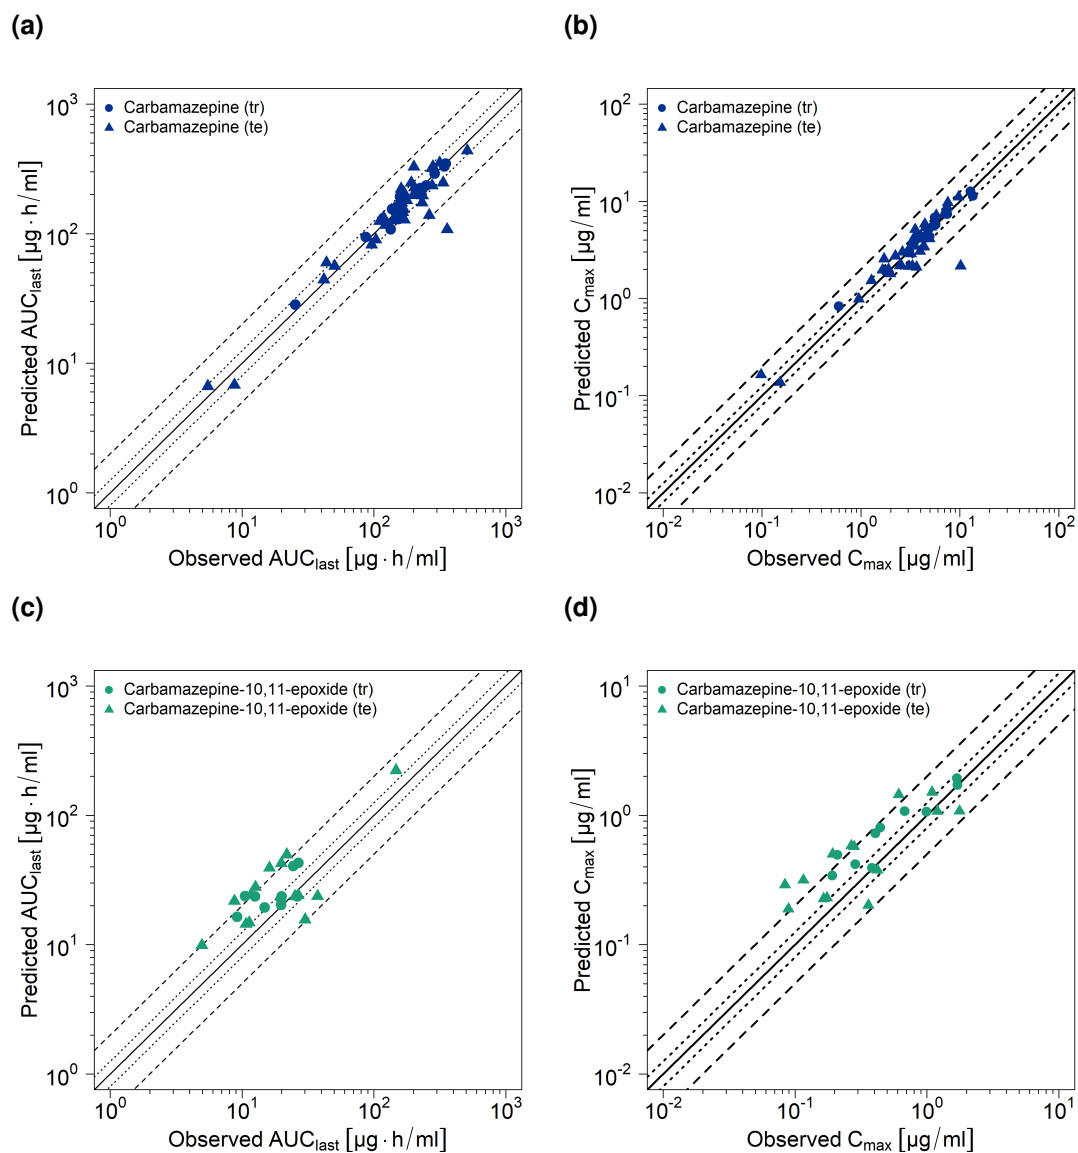 (a)
Carbamazepine (tr)
Carbamazepine (te)
Predicted AUClast [µg · h/ml]
10³
10²
10¹
10⁰
10⁰ 10¹ 10² 10³
Observed AUClast [µg · h/ml]
(b)
Carbamazepine (tr)
Carbamazepine (te)
Predicted Cmax [µg/ml]
10²
10¹
10⁰
10⁻¹
10⁻²
10⁻² 10⁻¹ 10⁰ 10¹ 10²
Observed Cmax [µg/ml]
(c)
Carbamazepine-10,11-epoxide (tr)
Carbamazepine-10,11-epoxide (te)
Predicted AUClast [µg · h/ml]
10³
10²
10¹
10⁰
10⁰ 10¹ 10² 10³
Observed AUClast [µg · h/ml]
(d)
Carbamazepine-10,11-epoxide (tr)
Carbamazepine-10,11-epoxide (te)
Predicted Cmax [µg/ml]
10¹
10⁰
10⁻¹
10⁻²
10⁻² 10⁻¹ 10⁰ 10¹
Observed Cmax [µg/ml]